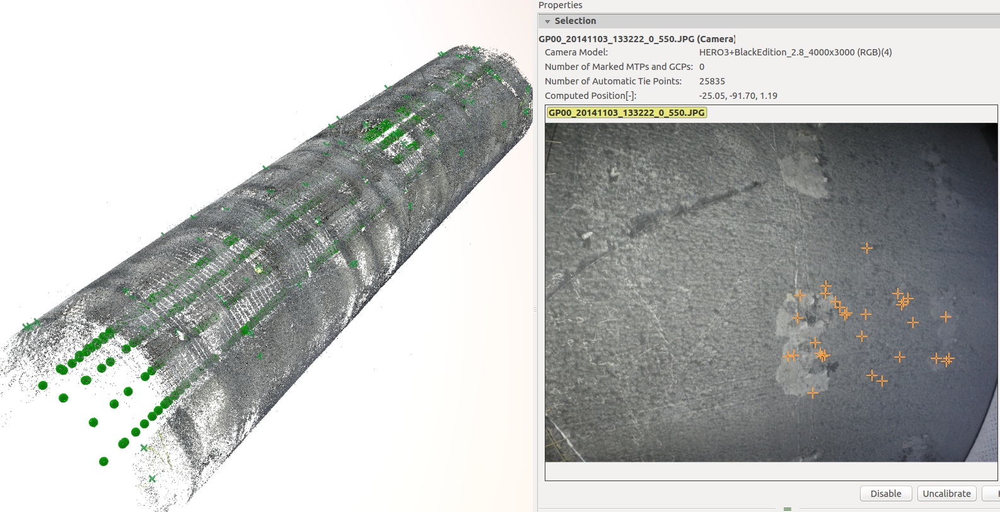 Properties
Selection
GP00_20141103_133222_0_550.JPG (Camera)
Camera Model: HERO3+BlackEdition_2.8_4000x3000 (RGB)(4)
Number of Marked MTPs and GCPs: 0
Number of Automatic Tie Points: 25835
Computed Position[-]: -25.05, -91.70, 1.19
GP00_20141103_133222_0_550.JPG
Disable Uncalibrate